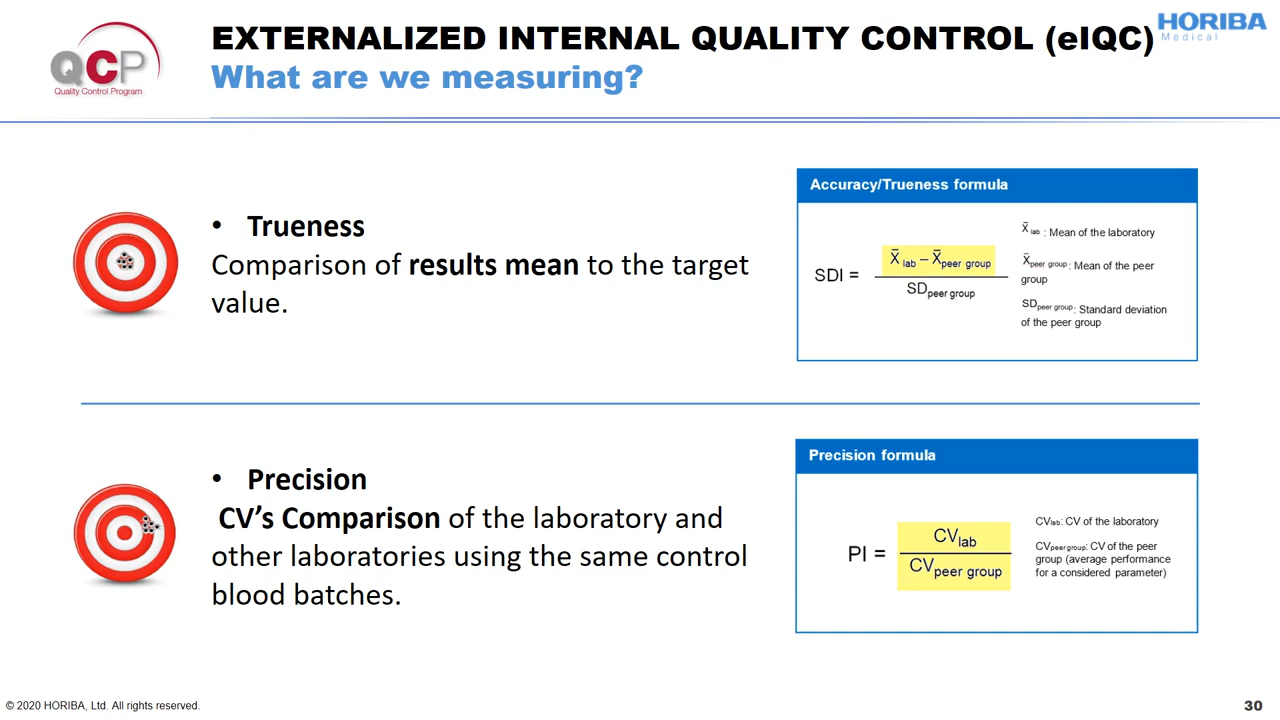 QCP
Quality Control Program
EXTERNALIZED INTERNAL QUALITY CONTROL (eIQC)
What are we measuring?
HORIBA
Medical
• Trueness
Comparison of results mean to the target
value.
Accuracy/Trueness formula
SDI = (X̄ lab – X̄ peer group) / SD peer group
X̄ lab : Mean of the laboratory
X̄ peer group : Mean of the peer
group
SD peer group : Standard deviation
of the peer group
• Precision
CV’s Comparison of the laboratory and
other laboratories using the same control
blood batches.
Precision formula
PI = CV lab / CV peer group
CV lab: CV of the laboratory
CV peer group: CV of the peer
group (average performance
for a considered parameter)
© 2020 HORIBA, Ltd. All rights reserved.
30